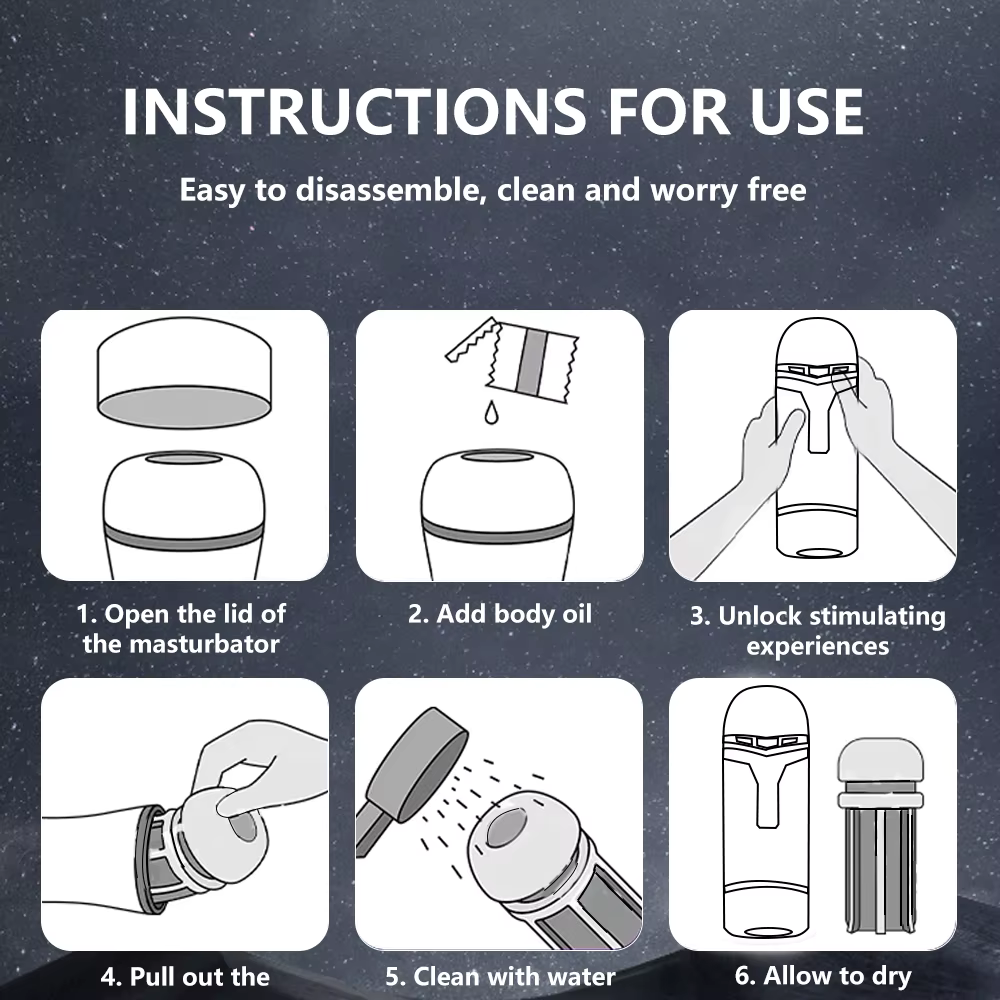 INSTRUCTIONS FOR USE
Easy to disassemble, clean and worry free
1. Open the lid of
the masturbator
2. Add body oil
3. Unlock stimulating
experiences
4. Pull out the
5. Clean with water
6. Allow to dry